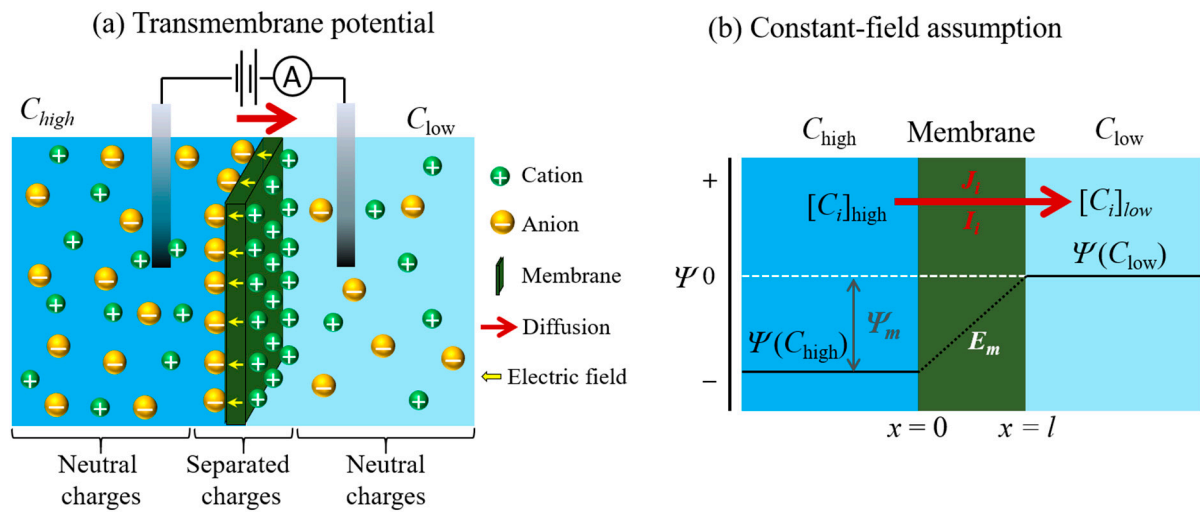 (a) Transmembrane potential
A
C_high
C_low
+ Cation
− Anion
Membrane
Diffusion
Electric field
Neutral charges
Separated charges
Neutral charges
(b) Constant-field assumption
C_high Membrane C_low
+
J_i
[C_i]_high [C_i]_low
I_i
Ψ(C_low)
Ψ 0
Ψ_m
Ψ(C_high)
E_m
−
x = 0 x = l